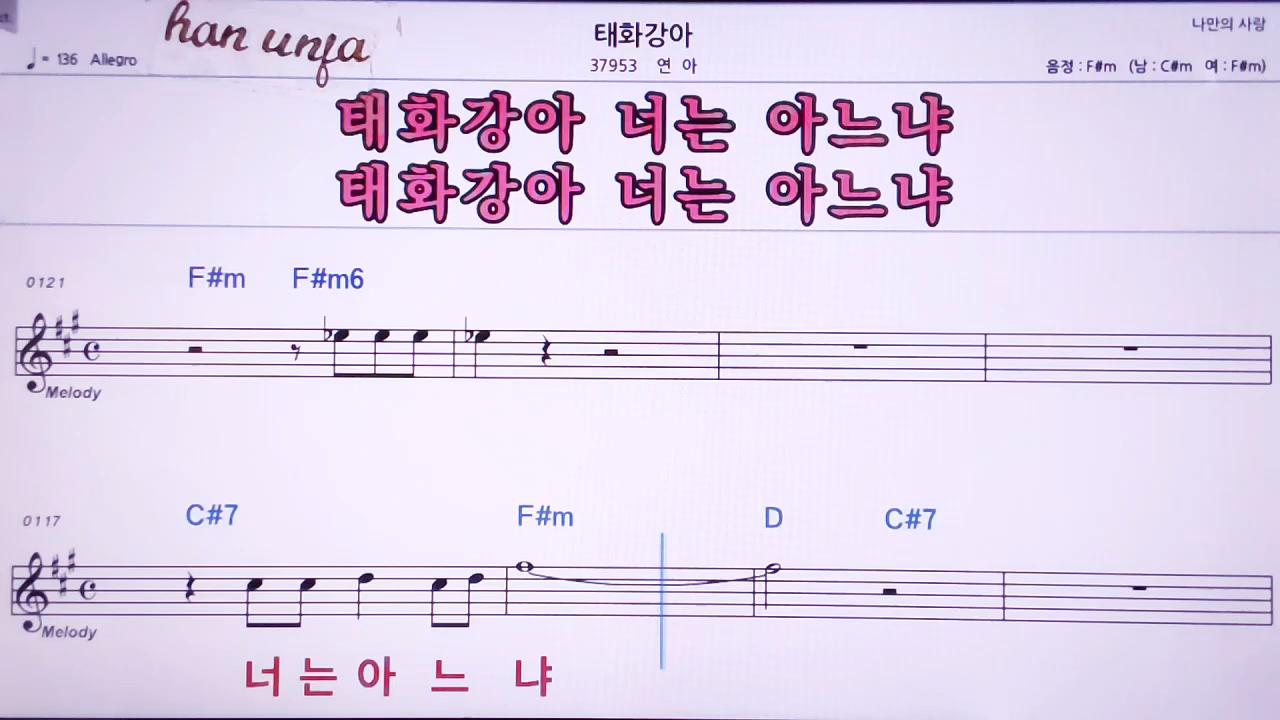 han unja
태화강아
나만의 사랑
♩= 136 Allegro
37953 연 아
음정 : F#m (남 : C#m 여 : F#m)
태화강아 너는 아느냐
태화강아 너는 아느냐
0121 F#m F#m6
Melody
0117 C#7 F#m D C#7
Melody
너 는 아 느 냐